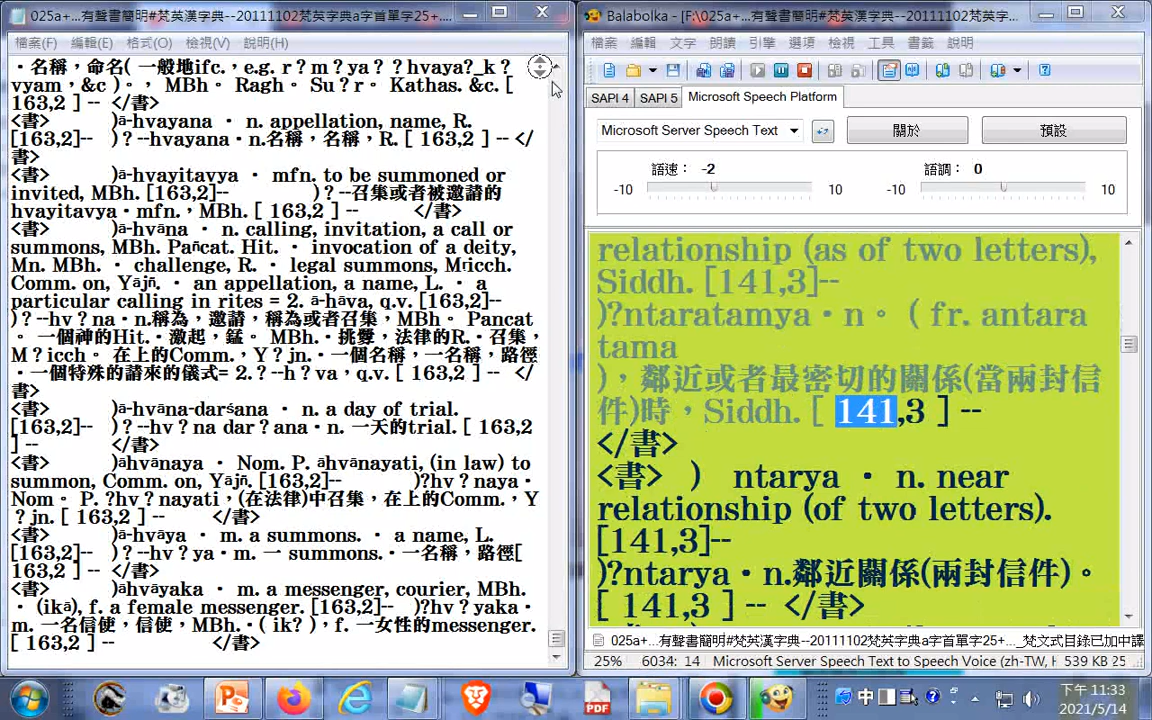 025a+...有聲書簡明#梵英漢字典--20111102梵英字典a字首單字25+...
檔案(F) 編輯(E) 格式(O) 檢視(V) 說明(H)
・名稱，命名( 一般地ifc.，e.g. r？m？ya？？hvaya?_k？
vyam，&c )。， MBh。Ragh。Su？r。Kathas. &c. [
163,2 ] -- </書>
<書> )ā-hvayana ・ n. appellation, name, R.
[163,2]-- )？--hvayana・n.名稱，名稱，R. [ 163,2 ] -- </
書>
<書> )ā-hvayitavya ・ mfn. to be summoned or
invited, MBh. [163,2]-- )？--召集或者被邀請的
hvayitavya・mfn.，MBh. [ 163,2 ] -- </書>
<書> )ā-hvāna ・ n. calling, invitation, a call or
summons, MBh. Pañcat. Hit. ・ invocation of a deity,
Mn. MBh. ・ challenge, R. ・ legal summons, Mṛicch.
Comm. on, Yājñ. ・ an appellation, a name, L. ・ a
particular calling in rites = 2. ā-hāva, q.v. [163,2]--
)？--hv？na・n.稱為，邀請，稱為或者召集，MBh。Pancat
。一個神的Hit.・激起，錳。 MBh.・挑釁，法律的R.・召集，
M？icch。 在上的Comm.，Y？jn.・一個名稱，一名稱，路徑
・一個特殊的請來的儀式= 2.？--h？va，q.v. [ 163,2 ] -- </
書>
<書> )ā-hvāna-darśana ・ n. a day of trial.
[163,2]-- )？--hv？na dar？ana・n. 一天的trial. [ 163,2
] -- </書>
<書> )āhvānaya ・ Nom. P. āhvānayati, (in law) to
summon, Comm. on, Yājñ. [163,2]-- )?hv？naya・
Nom。 P. ?hv？nayati，(在法律)中召集，在上的Comm.，Y
？jn. [ 163,2 ] -- </書>
<書> )ā-hvāya ・ m. a summons. ・ a name, L.
[163,2]-- )？--hv？ya・m. 一 summons.・一名稱，路徑[
163,2 ] -- </書>
<書> )āhvāyaka ・ m. a messenger, courier, MBh.
・ (ikā), f. a female messenger. [163,2]-- )?hv？yaka・
m. 一名信使，信使，MBh.・( ik？)，f. 一女性的messenger.
[ 163,2 ] -- </書>
Balabolka - [F:\025a+...有聲書簡明#梵英漢字典--20111102梵英字...
檔案 編輯 文字 朗讀 引擎 選項 檢視 工具 書籤 說明
SAPI 4 SAPI 5 Microsoft Speech Platform
Microsoft Server Speech Text 關於 預設
語速： -2 語調： 0
-10 10 -10 10
relationship (as of two letters),
Siddh. [141,3]--
)?ntaratamya・n。( fr. antara
tama
)，鄰近或者最密切的關係(當兩封信
件)時，Siddh. [ 141,3 ] --
</書>
<書> ) ntarya ・ n. near
relationship (of two letters).
[141,3]--
)?ntarya・n.鄰近關係(兩封信件)。
[ 141,3 ] -- </書>
025a+...有聲書簡明#梵英漢字典--20111102梵英字典a字首單字25+..._梵文式目錄已加中譯
25% 6034: 14 Microsoft Server Speech Text to Speech Voice (zh-TW, H 539 KB 25
中
下午 11:33
2021/5/14